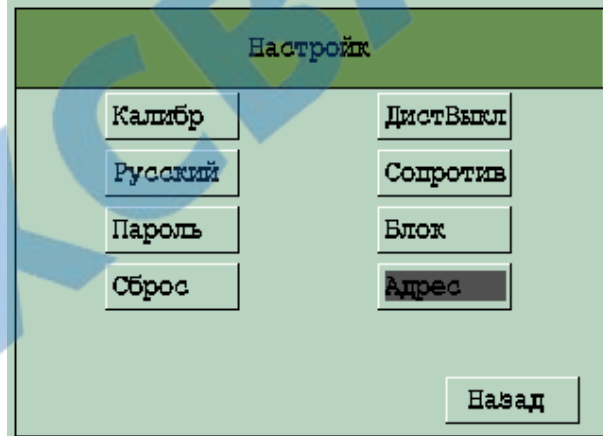 Настройк
Калибр
ДистВыкл
Русский
Сопротив
Пароль
Блок
Сброс
Адрес
Назад